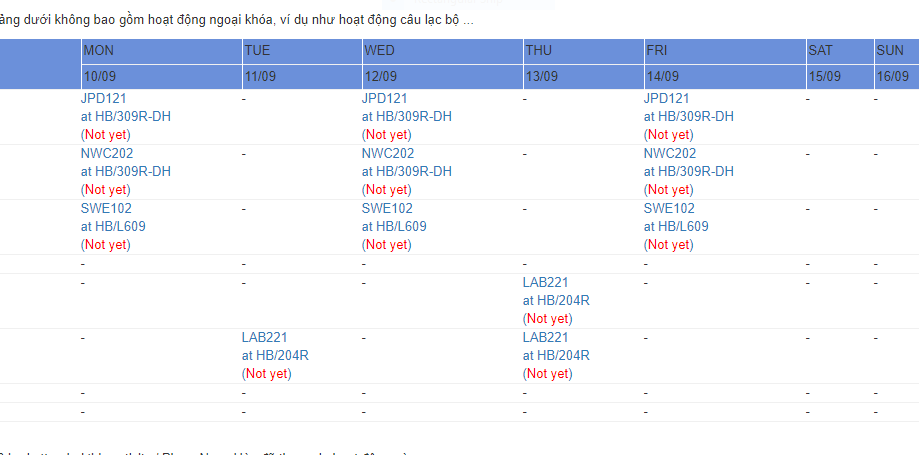 dưới không bao gồm hoạt động ngoại khóa, ví dụ như hoạt động câu lạc bộ ...
MON TUE WED THU FRI SAT SUN
10/09 11/09 12/09 13/09 14/09 15/09 16/09
JPD121 - JPD121 - JPD121 - -
at HB/309R-DH at HB/309R-DH at HB/309R-DH
(Not yet) (Not yet) (Not yet)
NWC202 - NWC202 - NWC202 - -
at HB/309R-DH at HB/309R-DH at HB/309R-DH
(Not yet) (Not yet) (Not yet)
SWE102 - SWE102 - SWE102 - -
at HB/L609 at HB/L609 at HB/L609
(Not yet) (Not yet) (Not yet)
- - - - - - -
- - - LAB221 - - -
at HB/204R
(Not yet)
- LAB221 - LAB221 - - -
at HB/204R at HB/204R
(Not yet) (Not yet)
- - - - - - -
- - - - - - -